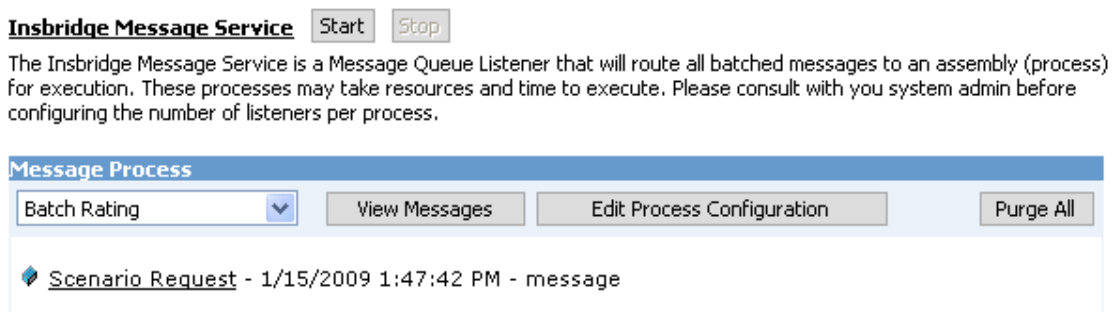 Insbridge Message Service Start Stop
The Insbridge Message Service is a Message Queue Listener that will route all batched messages to an assembly (process)
for execution. These processes may take resources and time to execute. Please consult with you system admin before
configuring the number of listeners per process.
Message Process
Batch Rating View Messages Edit Process Configuration Purge All
Scenario Request - 1/15/2009 1:47:42 PM - message